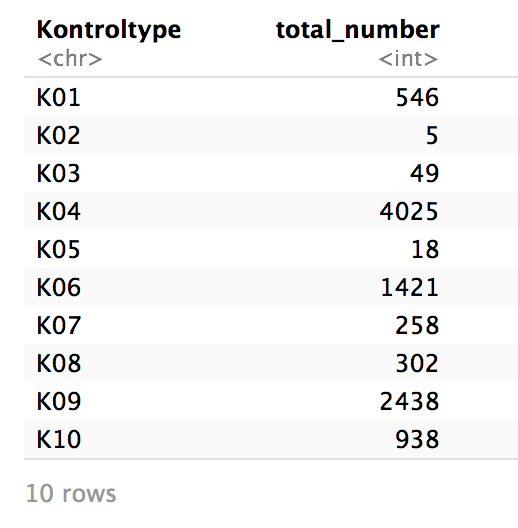 Kontroltype total_number
<chr> <int>
K01 546
K02 5
K03 49
K04 4025
K05 18
K06 1421
K07 258
K08 302
K09 2438
K10 938
10 rows